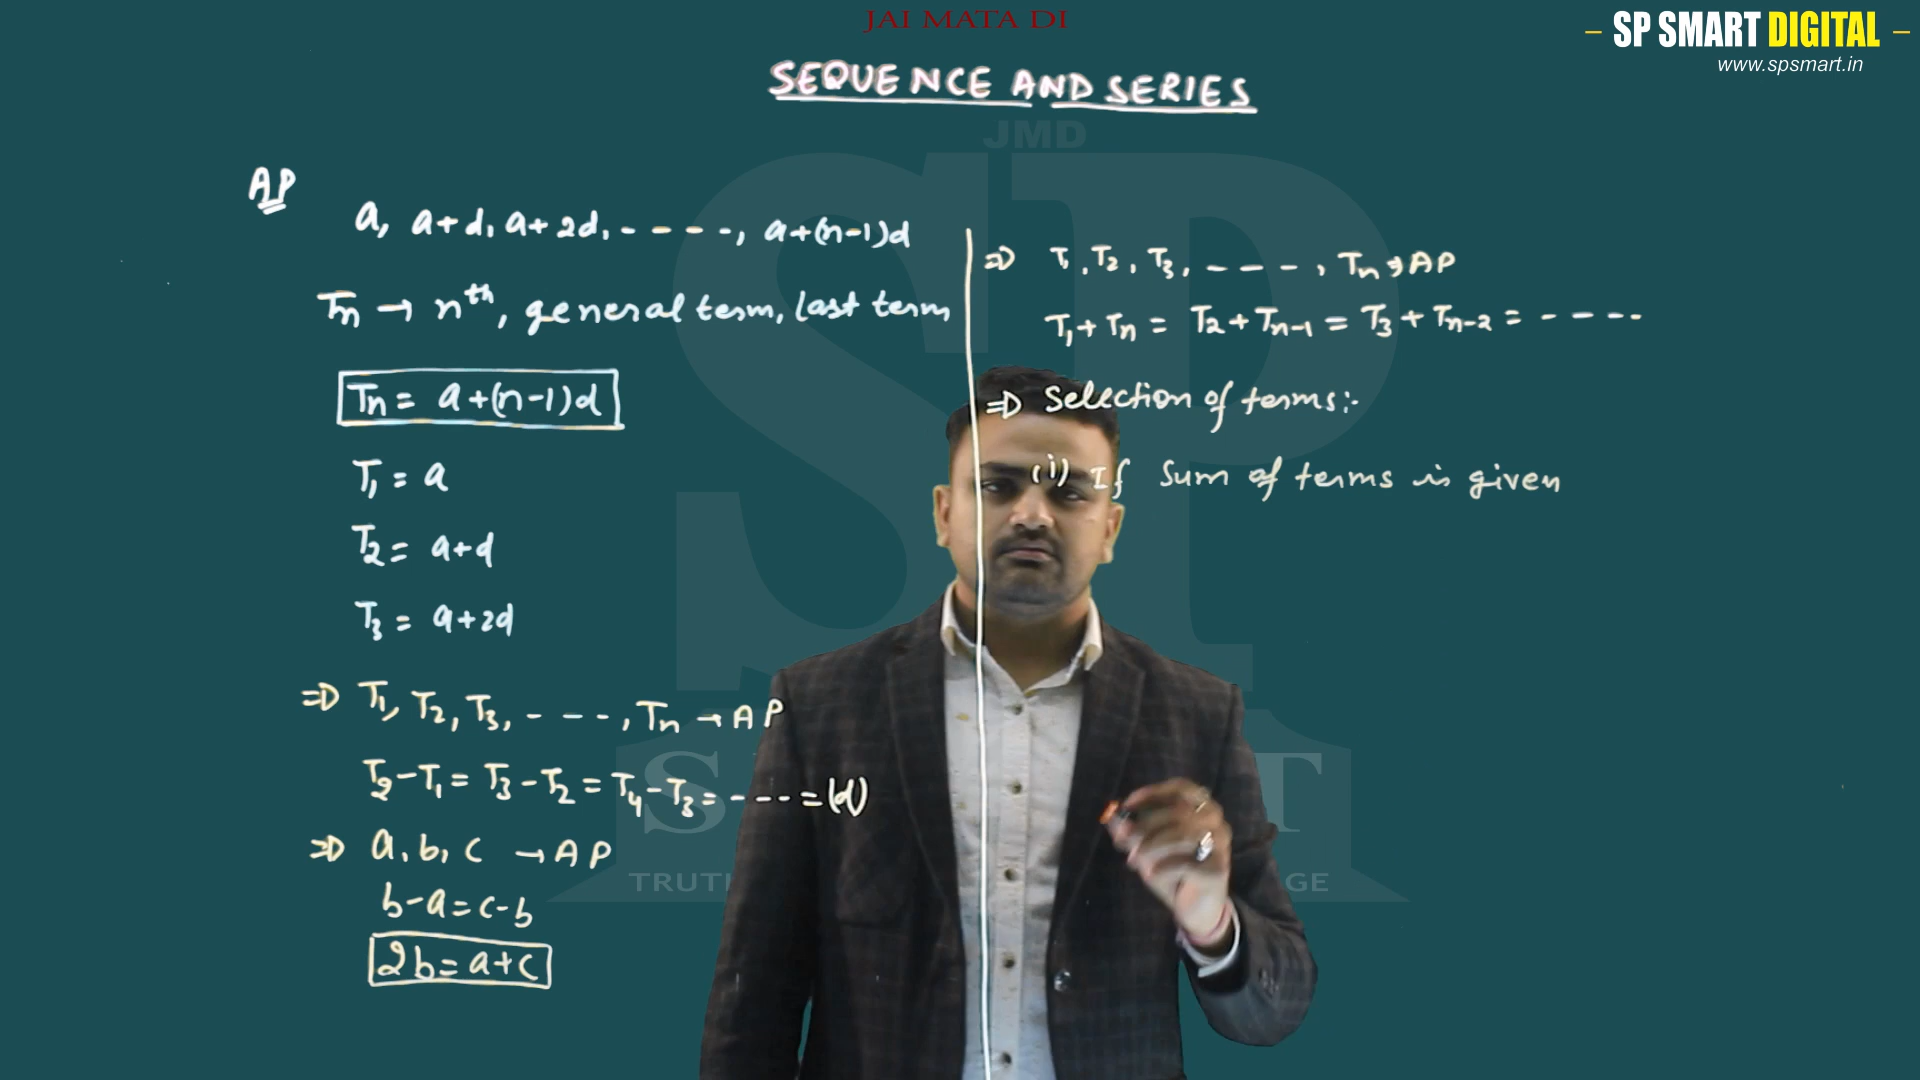 JAI MATA DI
SP SMART DIGITAL
www.spsmart.in
SEQUENCE AND SERIES
JMD
AP
a, a+d, a+2d, - - - -, a+(n-1)d
Tn → nth, general term, last term
Tn = a+(n-1)d
T1 = a
T2 = a+d
T3 = a+2d
⇒ T1, T2, T3, - - - -, Tn → AP
T2-T1 = T3-T2 = T4-T3 = - - - - = (d)
⇒ a, b, c → AP
b-a = c-b
2b = a+c
⇒ T1, T2, T3, - - - -, Tn → AP
T1+Tn = T2+Tn-1 = T3+Tn-2 = - - - -
⇒ Selection of terms:-
(i) If Sum of terms is given
SP